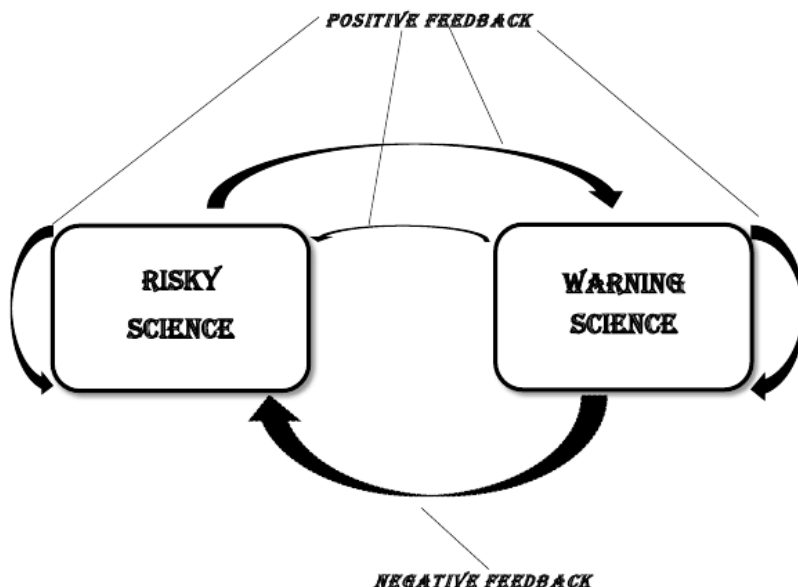 POSITIVE FEEDBACK
RISKY
SCIENCE
WARNING
SCIENCE
NEGATIVE FEEDBACK